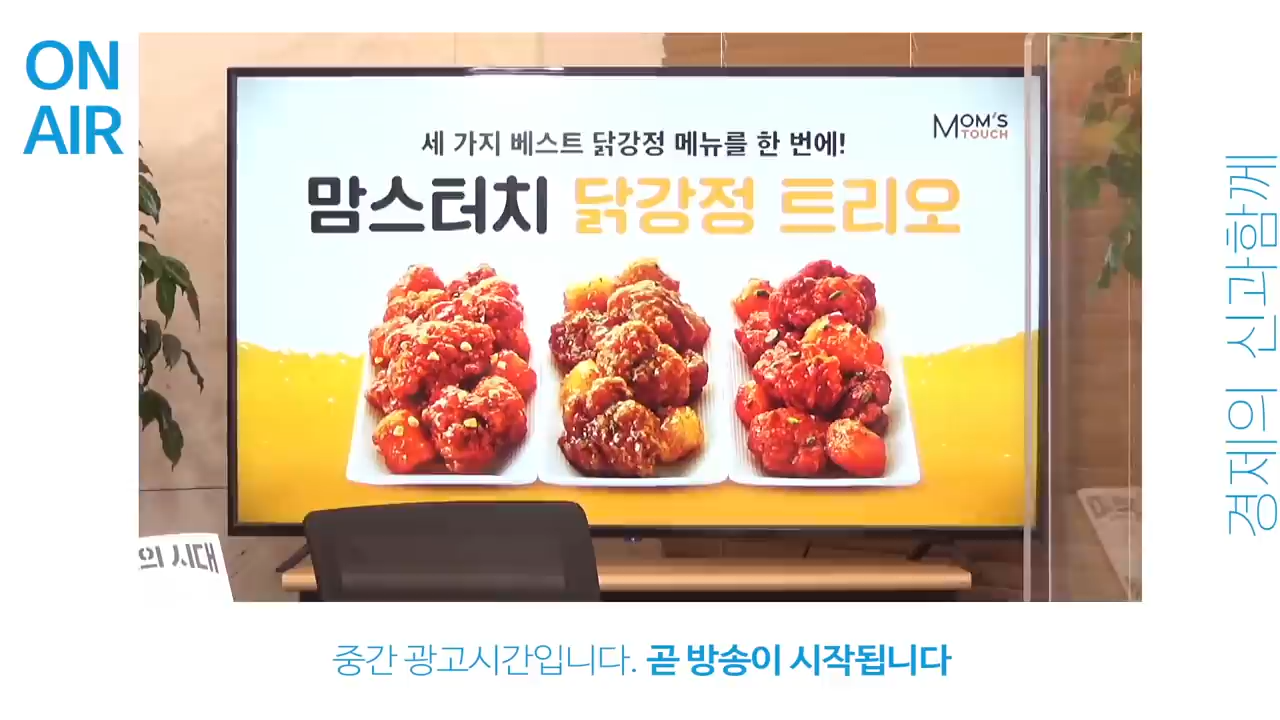 ON
AIR
MOM'S
TOUCH
세 가지 베스트 닭강정 메뉴를 한 번에!
맘스터치 닭강정 트리오
의 시대
경제의 신과함께
중간 광고시간입니다. 곧 방송이 시작됩니다